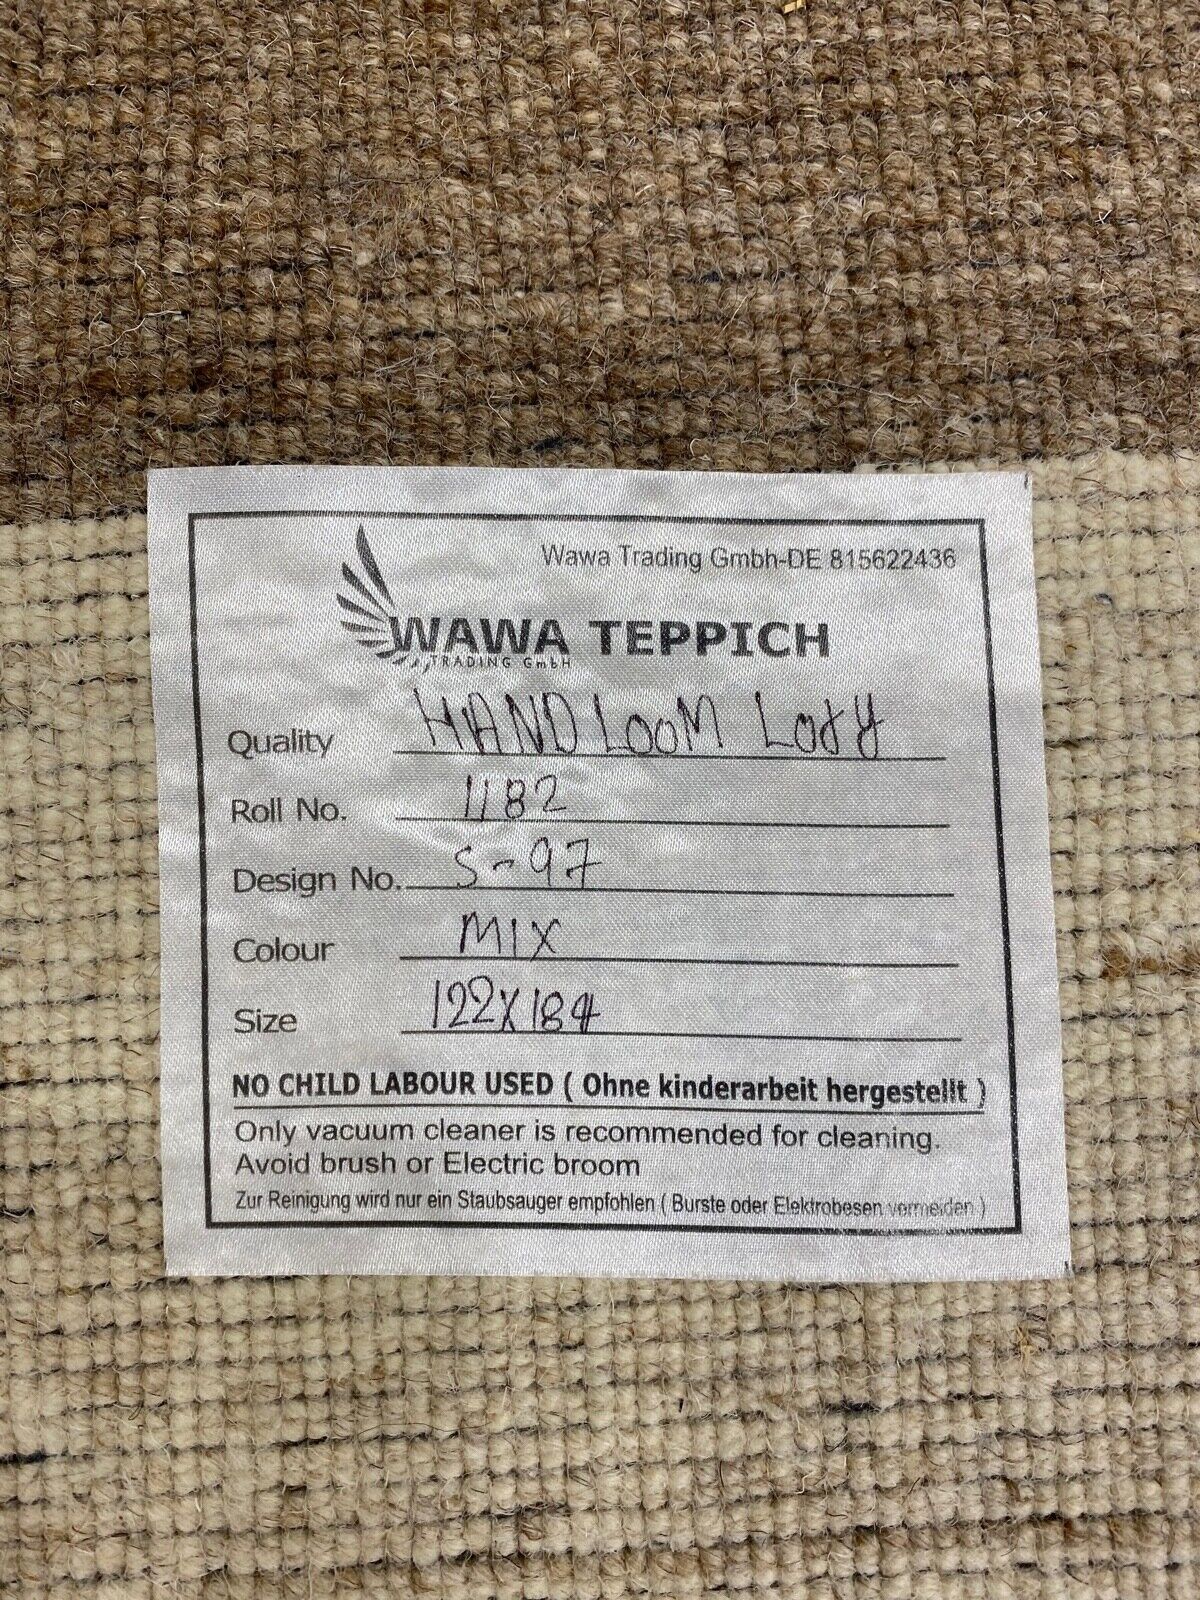 Wawa Trading Gmbh-DE 815622436
WAWA TEPPICH
TRADING GmbH
Quality HAND LOOM Lory
Roll No. 1182
Design No. S-97
Colour MIX
Size 122X184
NO CHILD LABOUR USED ( Ohne kinderarbeit hergestellt )
Only vacuum cleaner is recommended for cleaning.
Avoid brush or Electric broom
Zur Reinigung wird nur ein Staubsauger empfohlen ( Burste oder Elektrobesen vermeiden )